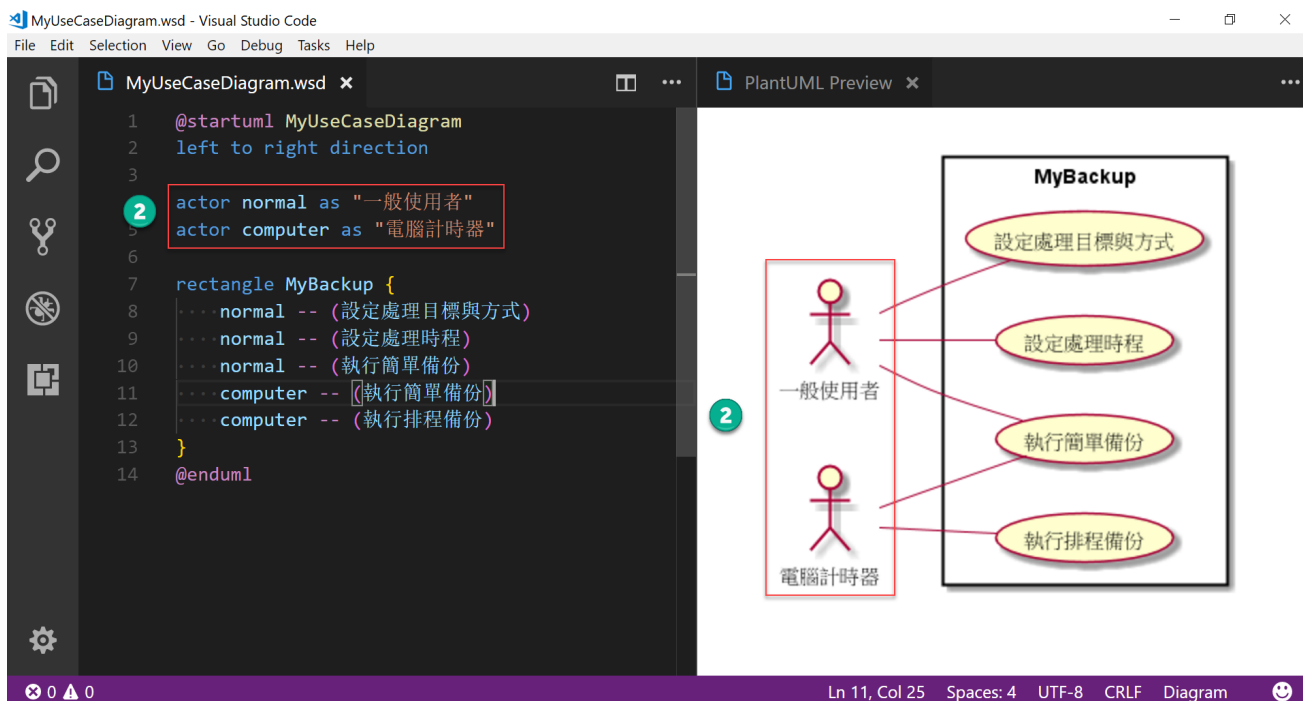 MyUseCaseDiagram.wsd - Visual Studio Code
File Edit Selection View Go Debug Tasks Help
MyUseCaseDiagram.wsd
PlantUML Preview
1 @startuml MyUseCaseDiagram
2 left to right direction
3
2
actor normal as "一般使用者"
5 actor computer as "電腦計時器"
6
7 rectangle MyBackup {
8 ····normal -- (設定處理目標與方式)
9 ····normal -- (設定處理時程)
10 ····normal -- (執行簡單備份)
11 ····computer -- (執行簡單備份)
12 ····computer -- (執行排程備份)
13 }
14 @enduml
MyBackup
設定處理目標與方式
設定處理時程
一般使用者
2
執行簡單備份
執行排程備份
電腦計時器
0 0
Ln 11, Col 25 Spaces: 4 UTF-8 CRLF Diagram